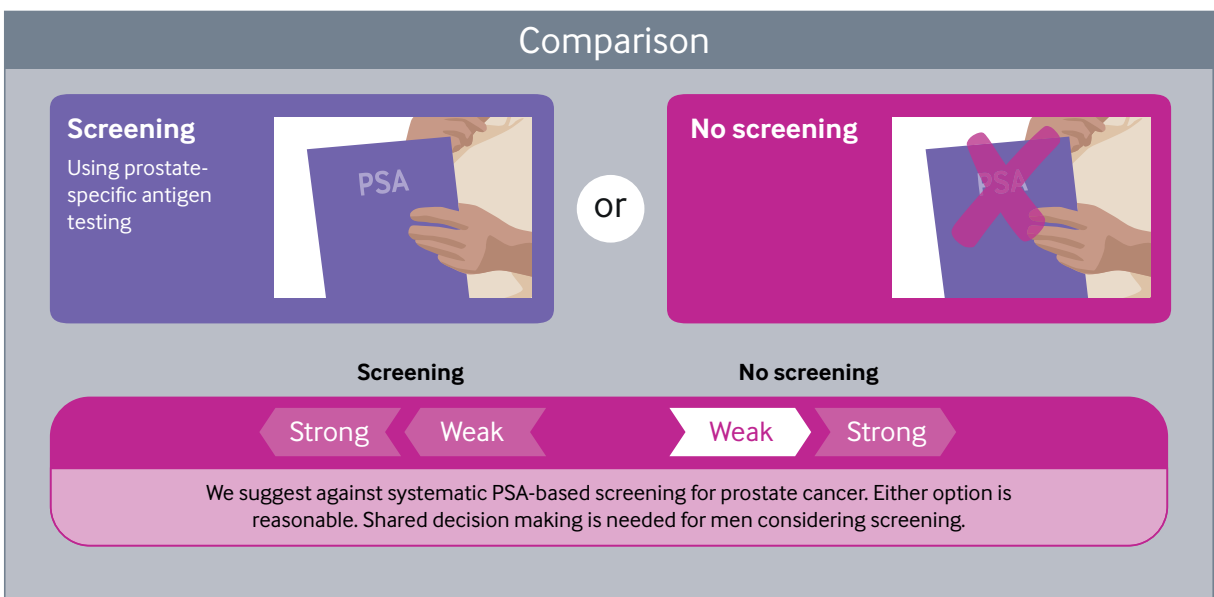 Comparison
Screening
Using prostate-
specific antigen
testing
PSA
or
No screening
PSA
Screening
No screening
Strong
Weak
Weak
Strong
We suggest against systematic PSA-based screening for prostate cancer. Either option is
reasonable. Shared decision making is needed for men considering screening.